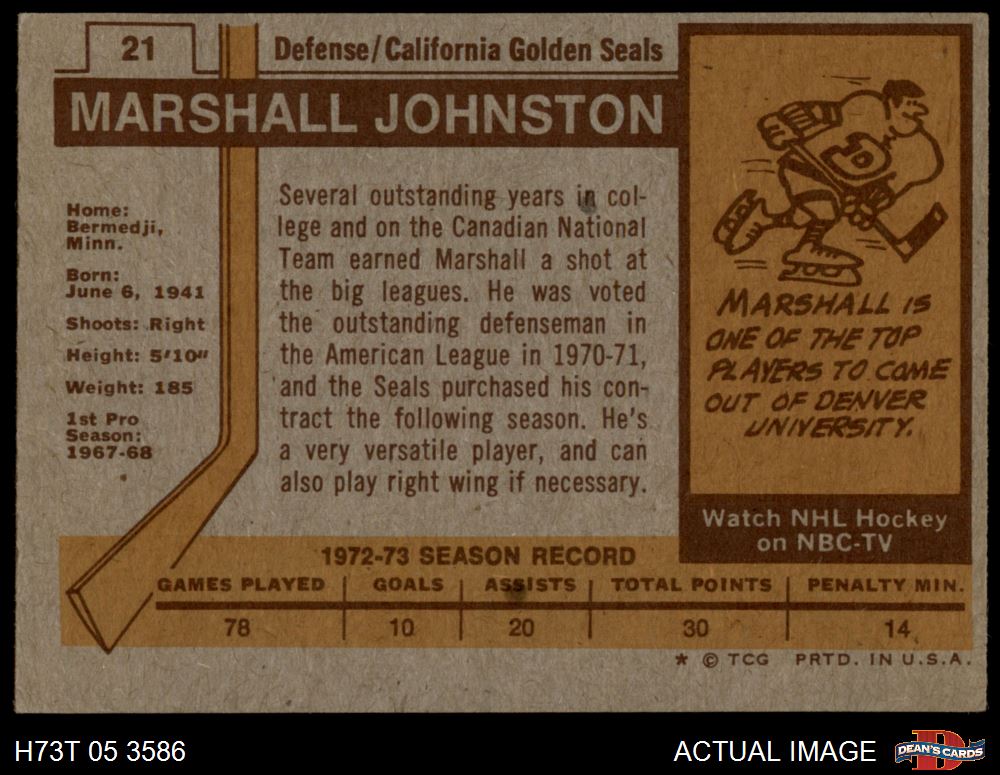 21
Defense/California Golden Seals
MARSHALL JOHNSTON
Home:
Bermedji,
Minn.
Born:
June 6, 1941
Shoots: Right
Height: 5'10"
Weight: 185
1st Pro
Season:
1967-68
Several outstanding years in col-
lege and on the Canadian National
Team earned Marshall a shot at
the big leagues. He was voted
the outstanding defenseman in
the American League in 1970-71,
and the Seals purchased his con-
tract the following season. He's
a very versatile player, and can
also play right wing if necessary.
D
MARSHALL IS
ONE OF THE TOP
PLAYERS TO COME
OUT OF DENVER
UNIVERSITY.
Watch NHL Hockey
on NBC-TV
1972-73 SEASON RECORD
GAMES PLAYED GOALS ASSISTS TOTAL POINTS PENALTY MIN.
78 10 20 30 14
* © TCG PRTD. IN U.S.A.
H73T 05 3586
ACTUAL IMAGE
D
DEAN'S CARDS